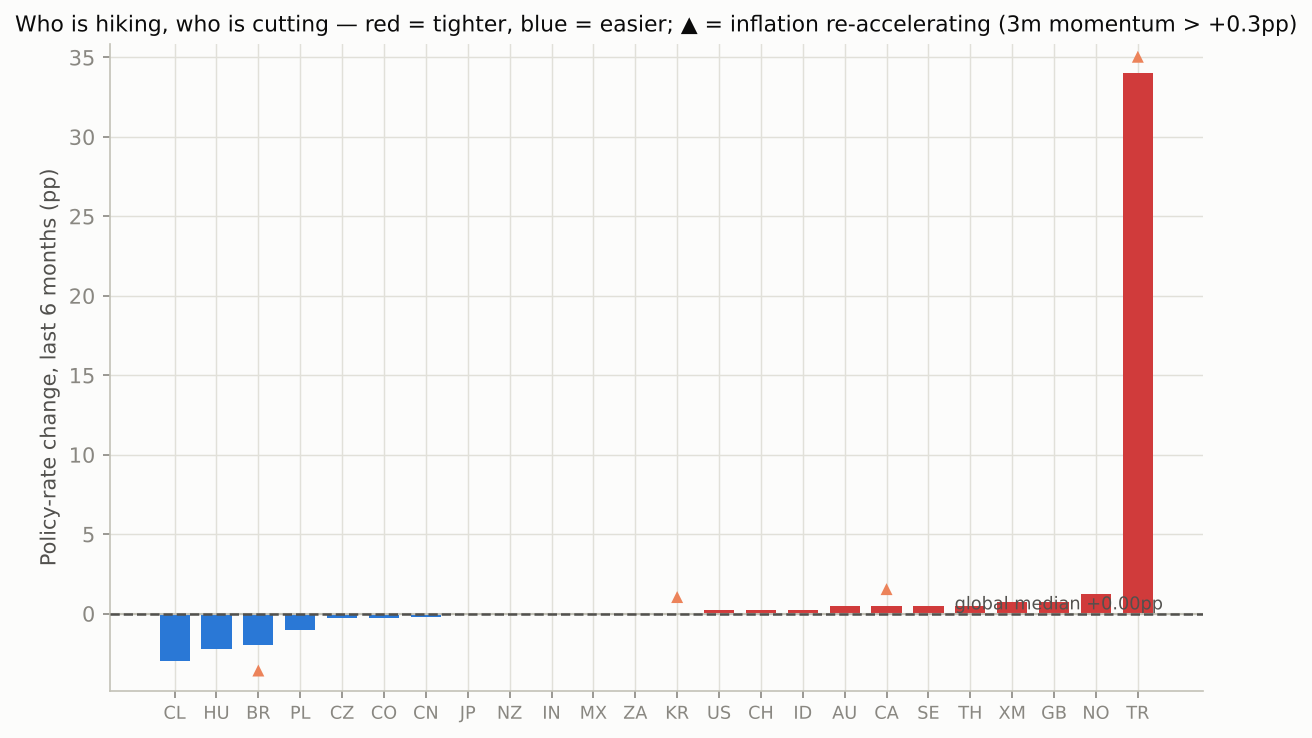 Who is hiking, who is cutting — red = tighter, blue = easier; ▲ = inflation re-accelerating (3m momentum > +0.3pp)
Policy-rate change, last 6 months (pp)
35
30
25
20
15
10
5
0
global median +0.00pp
CL HU BR PL CZ CO CN JP NZ IN MX ZA KR US CH ID AU CA SE TH XM GB NO TR